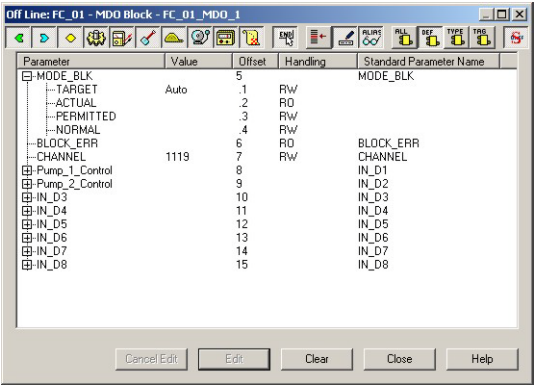 Off Line: FC_01 - MDO Block - FC_01_MDO_1
END ALIAS ALL DEF TYPE TAG
Parameter Value Offset Handling Standard Parameter Name
MODE_BLK 5 MODE_BLK
TARGET Auto .1 RW
ACTUAL .2 RO
PERMITTED .3 RW
NORMAL .4 RW
BLOCK_ERR 6 RO BLOCK_ERR
CHANNEL 1119 7 RW CHANNEL
Pump_1_Control 8 IN_D1
Pump_2_Control 9 IN_D2
IN_D3 10 IN_D3
IN_D4 11 IN_D4
IN_D5 12 IN_D5
IN_D6 13 IN_D6
IN_D7 14 IN_D7
IN_D8 15 IN_D8
Cancel Edit Edit Clear Close Help